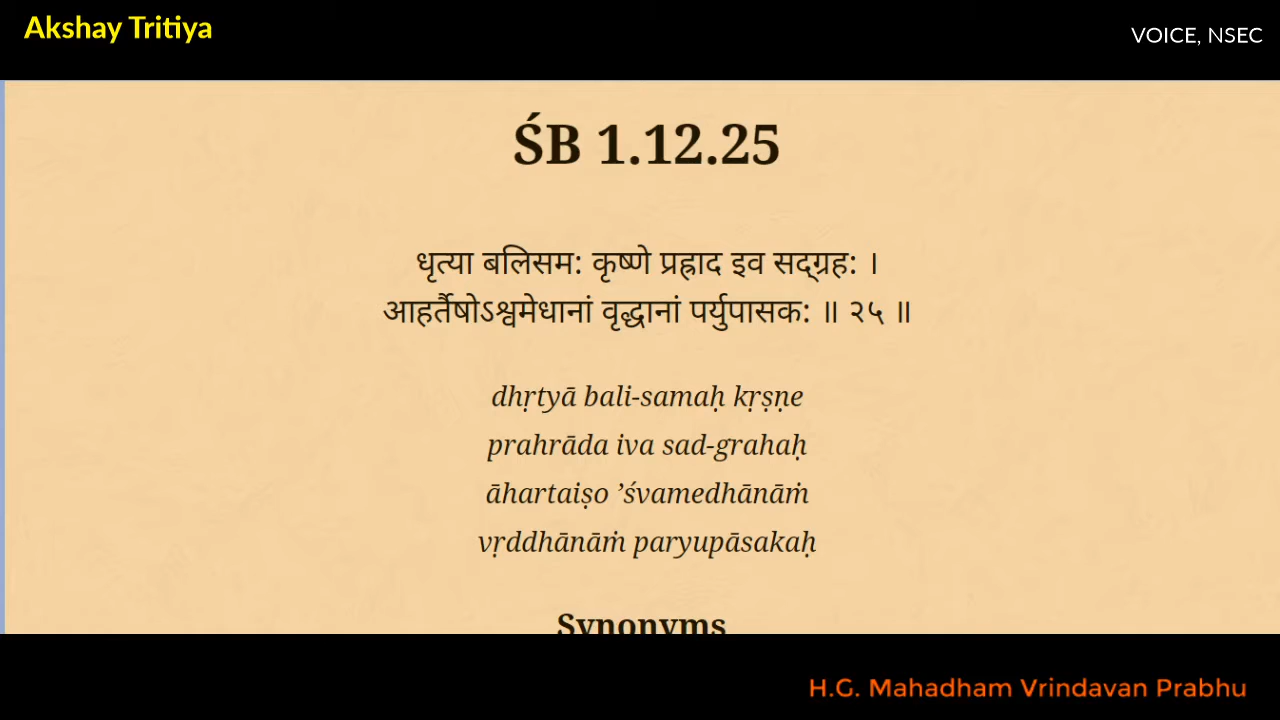 Akshay Tritiya
VOICE, NSEC
ŚB 1.12.25
धृत्या बलिसम: कृष्णे प्रह्राद इव सद्ग्रह: ।
आहर्तैषोऽश्वमेधानां वृद्धानां पर्युपासक: ॥ २५ ॥
dhṛtyā bali-samaḥ kṛṣṇe
prahrāda iva sad-grahaḥ
āhartaiṣo ’śvamedhānāṁ
vṛddhānāṁ paryupāsakaḥ
Synonyms
H.G. Mahadham Vrindavan Prabhu